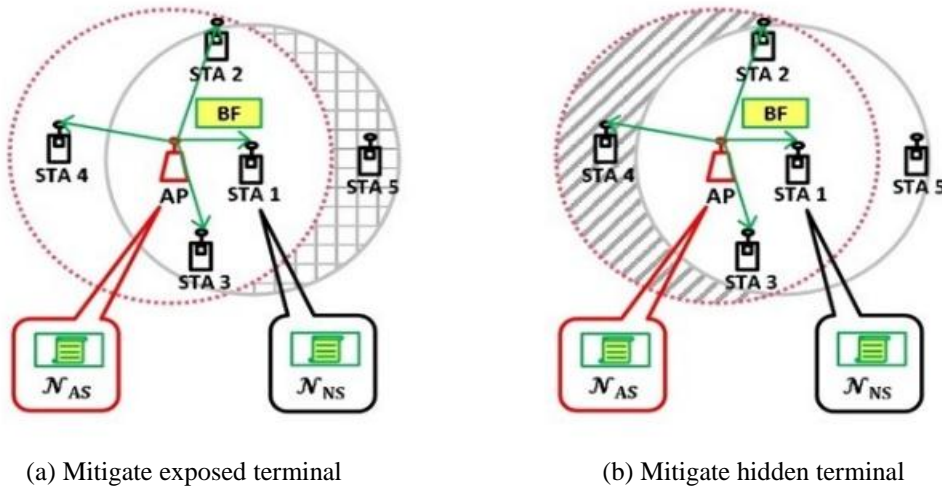 STA 2
BF
STA 4
AP
STA 1
STA 5
STA 3
𝒩AS
𝒩NS
(a) Mitigate exposed terminal
STA 2
BF
STA 4
AP
STA 1
STA 5
STA 3
𝒩AS
𝒩NS
(b) Mitigate hidden terminal